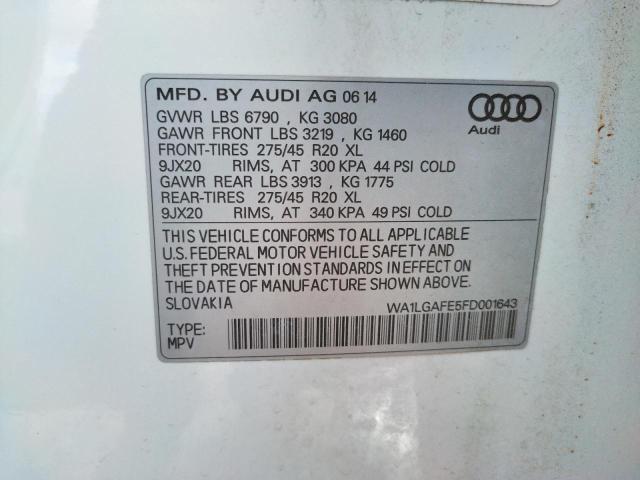 MFD. BY AUDI AG 06 14
GVWR LBS 6790 , KG 3080
GAWR FRONT LBS 3219 , KG 1460
FRONT-TIRES 275/45 R20 XL
9JX20 RIMS, AT 300 KPA 44 PSI COLD
GAWR REAR LBS 3913 , KG 1775
REAR-TIRES 275/45 R20 XL
9JX20 RIMS, AT 340 KPA 49 PSI COLD
Audi
THIS VEHICLE CONFORMS TO ALL APPLICABLE
U.S. FEDERAL MOTOR VEHICLE SAFETY AND
THEFT PREVENTION STANDARDS IN EFFECT ON
THE DATE OF MANUFACTURE SHOWN ABOVE.
SLOVAKIA
WA1LGAFE5FD001643
TYPE:
MPV